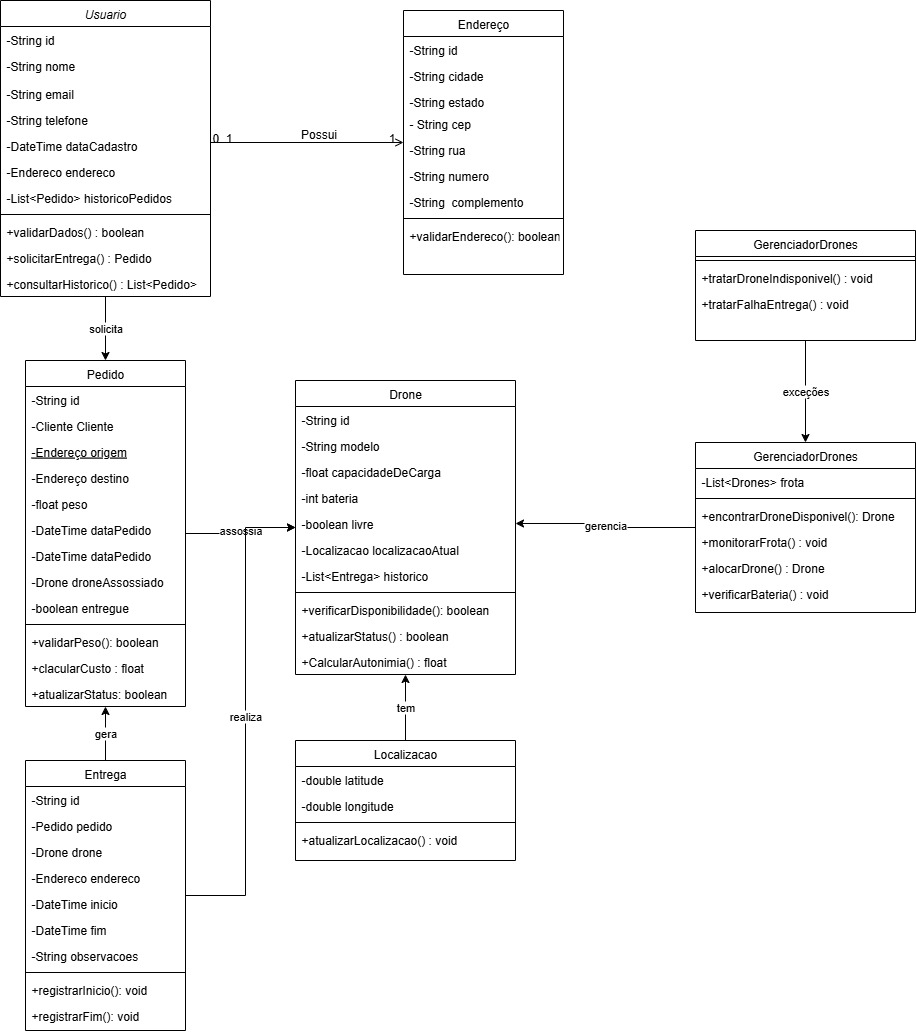 Usuario
-String id
-String nome
-String email
-String telefone
-DateTime dataCadastro
-Endereco endereco
-List<Pedido> historicoPedidos
+validarDados() : boolean
+solicitarEntrega() : Pedido
+consultarHistorico() : List<Pedido>
0..1
Possui
1
Endereço
-String id
-String cidade
-String estado
- String cep
-String rua
-String numero
-String complemento
+validarEndereco(): boolean
GerenciadorDrones
+tratarDroneIndisponivel() : void
+tratarFalhaEntrega() : void
solicita
exceções
Pedido
-String id
-Cliente Cliente
-Endereço origem
-Endereço destino
-float peso
-DateTime dataPedido
-DateTime dataPedido
-Drone droneAssossiado
-boolean entregue
+validarPeso(): boolean
+clacularCusto : float
+atualizarStatus: boolean
assossia
Drone
-String id
-String modelo
-float capacidadeDeCarga
-int bateria
-boolean livre
-Localizacao localizacaoAtual
-List<Entrega> historico
+verificarDisponibilidade(): boolean
+atualizarStatus() : boolean
+CalcularAutonimia() : float
gerencia
GerenciadorDrones
-List<Drones> frota
+encontrarDroneDisponivel(): Drone
+monitorarFrota() : void
+alocarDrone() : Drone
+verificarBateria() : void
gera
realiza
tem
Entrega
-String id
-Pedido pedido
-Drone drone
-Endereco endereco
-DateTime inicio
-DateTime fim
-String observacoes
+registrarInicio(): void
+registrarFim(): void
Localizacao
-double latitude
-double longitude
+atualizarLocalizacao() : void